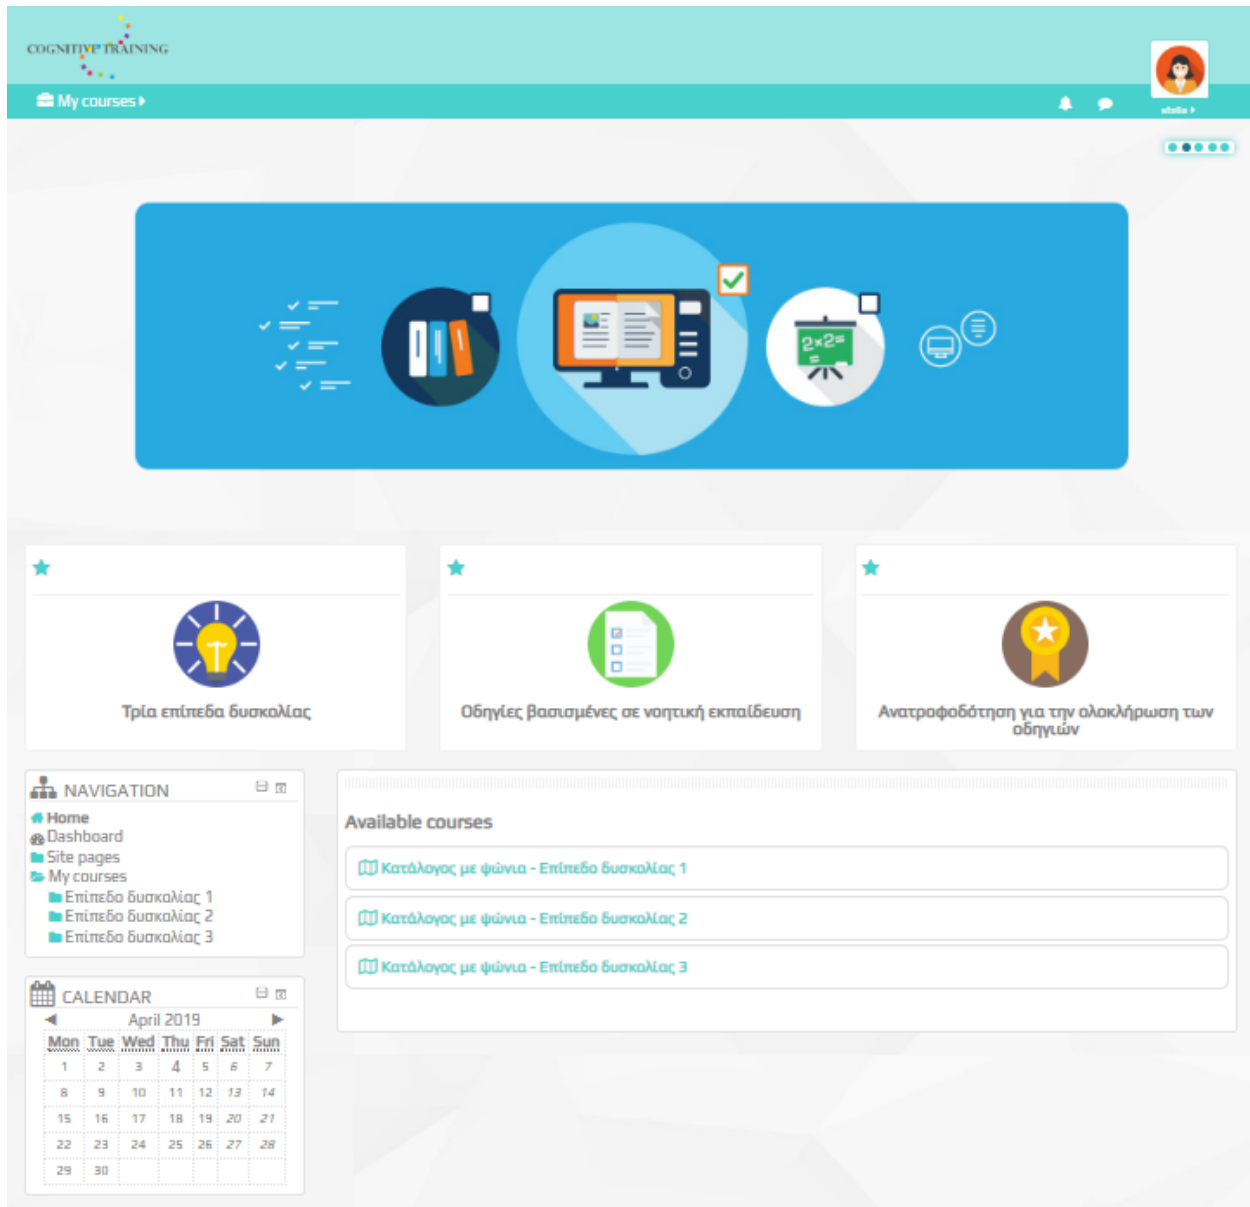 COGNITIVE TRAINING
My courses
stella
2×2=
=
Τρία επίπεδα δυσκολίας
Οδηγίες βασισμένες σε νοητική εκπαίδευση
Ανατροφοδότηση για την ολοκλήρωση των
οδηγιών
NAVIGATION
Home
Dashboard
Site pages
My courses
Επίπεδο δυσκολίας 1
Επίπεδο δυσκολίας 2
Επίπεδο δυσκολίας 3
Available courses
Κατάλογος με ψώνια - Επίπεδο δυσκολίας 1
Κατάλογος με ψώνια - Επίπεδο δυσκολίας 2
Κατάλογος με ψώνια - Επίπεδο δυσκολίας 3
CALENDAR
April 2019
Mon Tue Wed Thu Fri Sat Sun
1 2 3 4 5 6 7
8 9 10 11 12 13 14
15 16 17 18 19 20 21
22 23 24 25 26 27 28
29 30